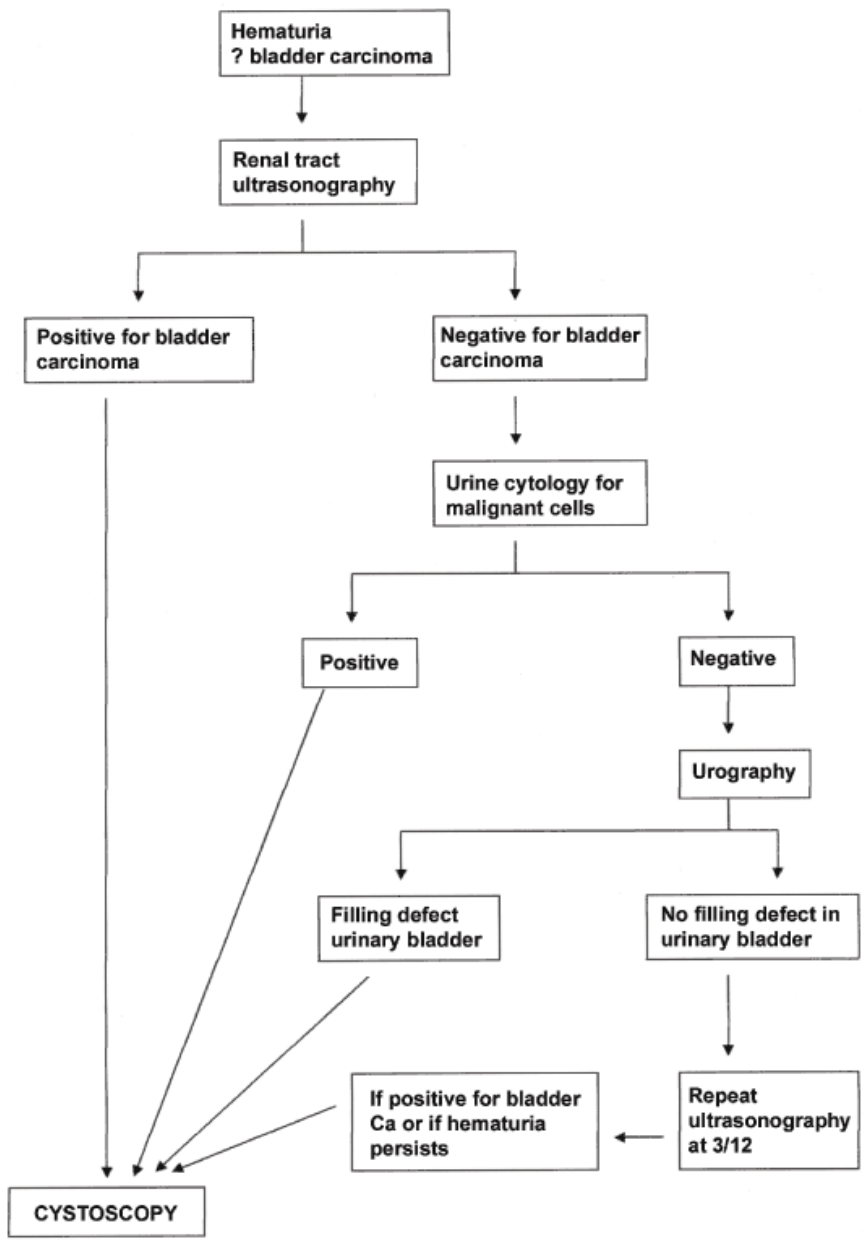 Hematuria
? bladder carcinoma
Renal tract
ultrasonography
Positive for bladder
carcinoma
Negative for bladder
carcinoma
Urine cytology for
malignant cells
Positive
Negative
Urography
Filling defect
urinary bladder
No filling defect in
urinary bladder
If positive for bladder
Ca or if hematuria
persists
Repeat
ultrasonography
at 3/12
CYSTOSCOPY